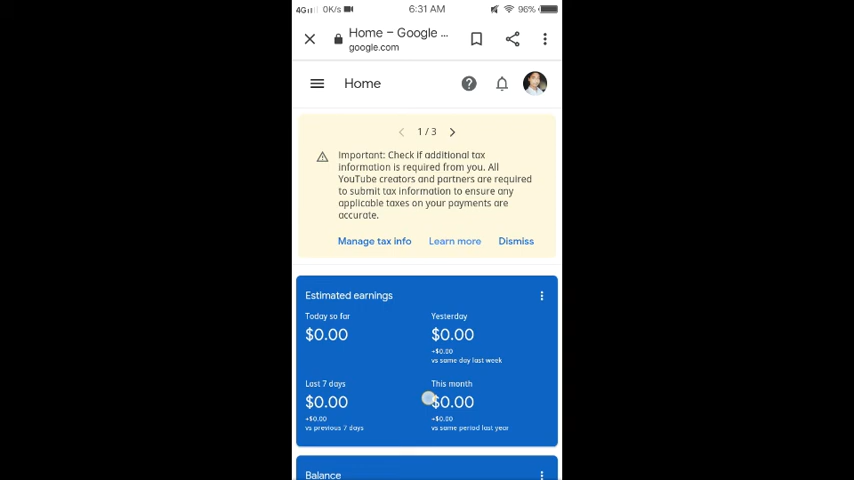 4G 0K/s 6:31 AM 96%
Home – Google ...
google.com
Home
1 / 3
Important: Check if additional tax
information is required from you. All
YouTube creators and partners are required
to submit tax information to ensure any
applicable taxes on your payments are
accurate.
Manage tax info Learn more Dismiss
Estimated earnings
Today so far Yesterday
$0.00 $0.00
+$0.00
vs same day last week
Last 7 days This month
$0.00 $0.00
+$0.00 +$0.00
vs previous 7 days vs same period last year
Balance